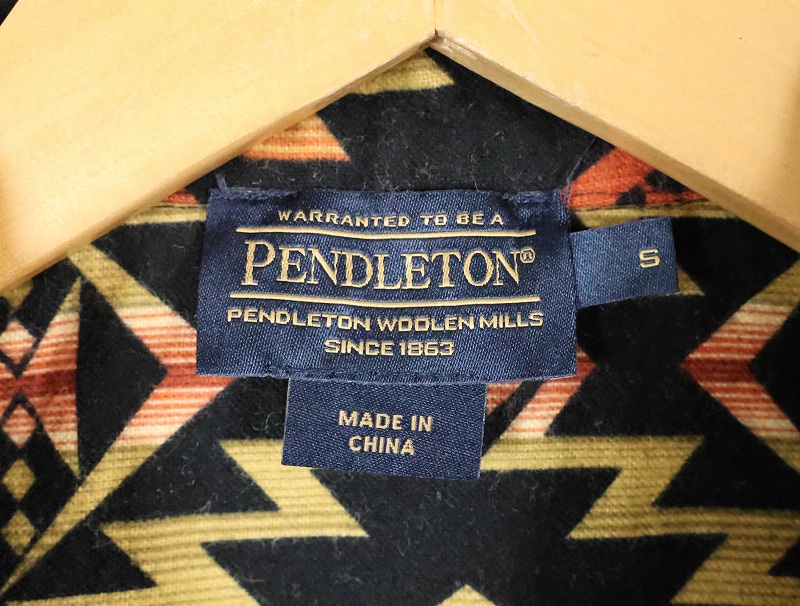 WARRANTED TO BE A
PENDLETON®
PENDLETON WOOLEN MILLS
SINCE 1863
S
MADE IN
CHINA